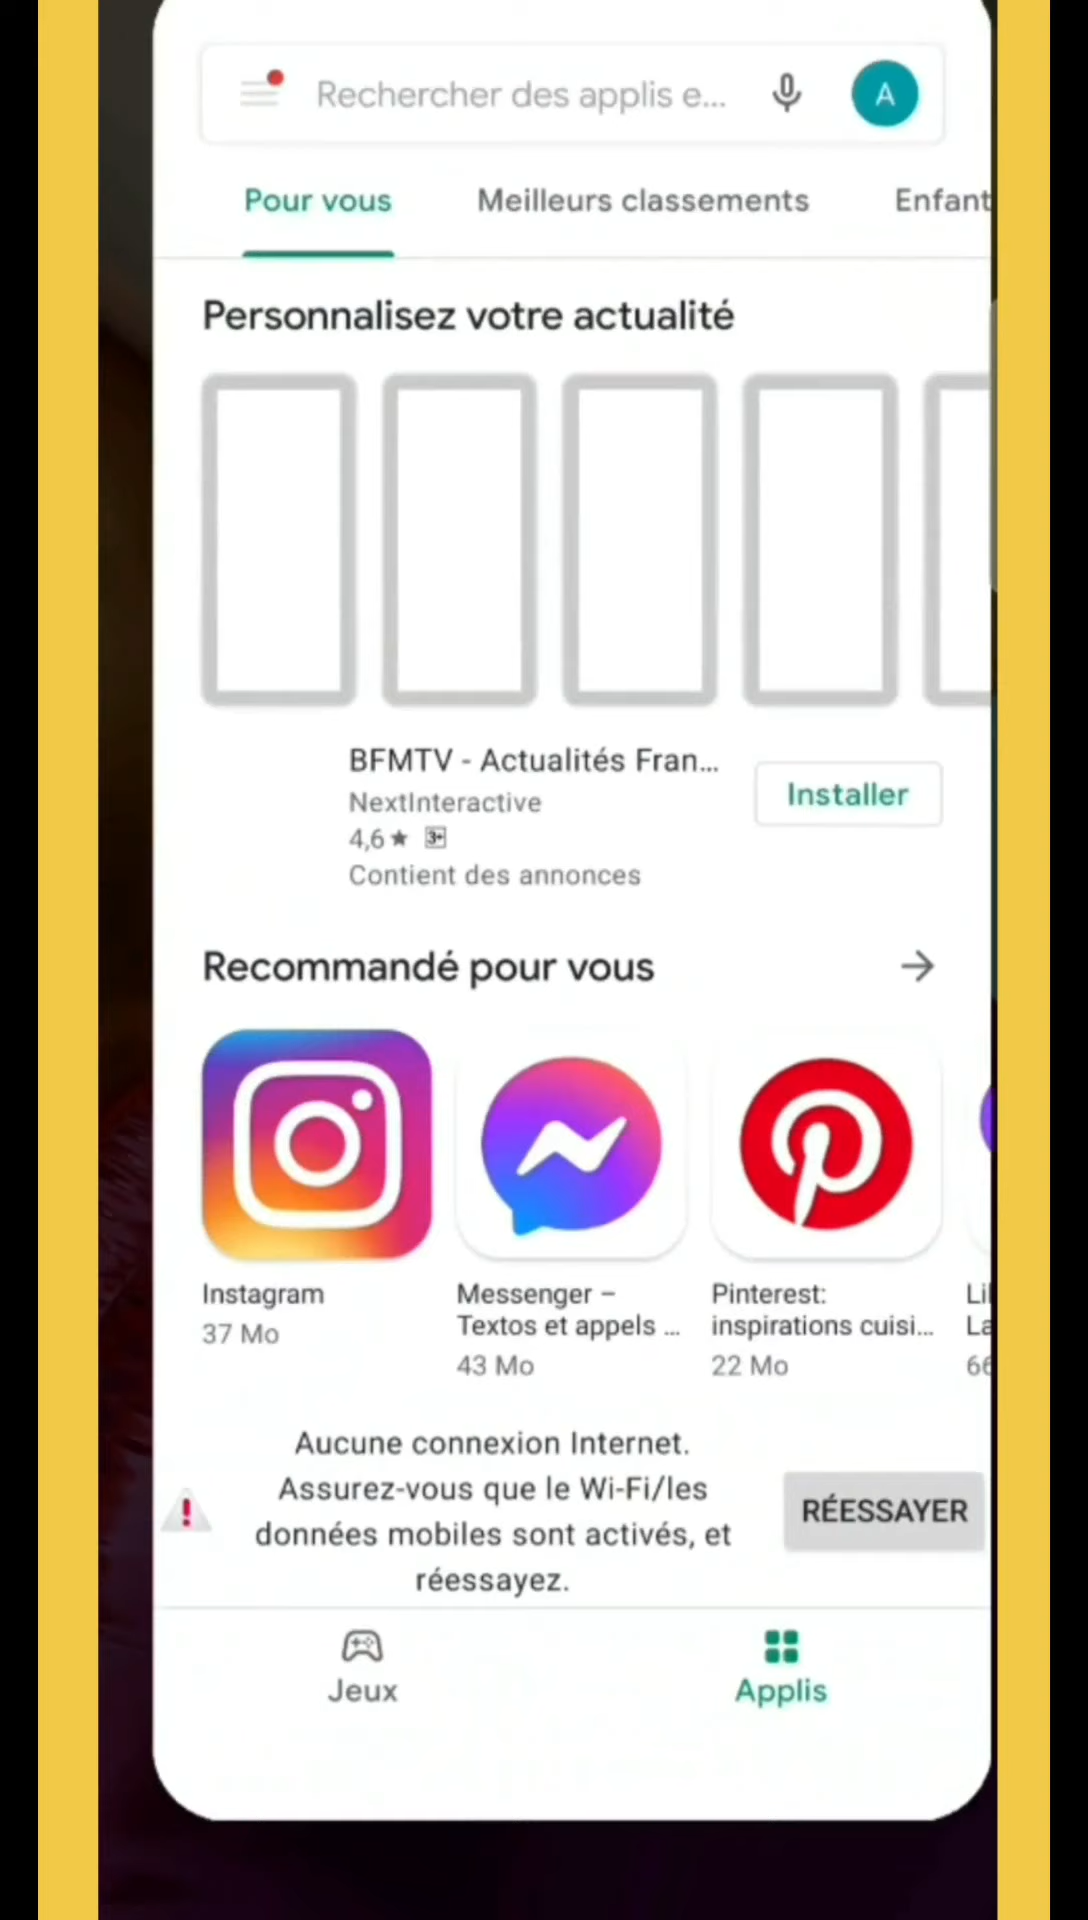 Rechercher des applis e...
A
Pour vous
Meilleurs classements
Enfant
Personnalisez votre actualité
BFMTV - Actualités Fran...
Installer
NextInteractive
4,6★ 3+
Contient des annonces
Recommandé pour vous
Instagram
37 Mo
Messenger –
Textos et appels ...
43 Mo
Pinterest:
inspirations cuisi...
22 Mo
Lil
La
66
Aucune connexion Internet.
Assurez-vous que le Wi-Fi/les
données mobiles sont activés, et
réessayez.
RÉESSAYER
Jeux
Applis